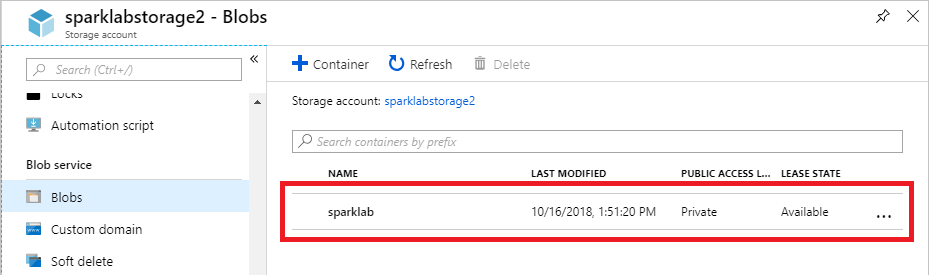 sparklabstorage2 - Blobs
Storage account
Search (Ctrl+/)
Locks
Automation script
Blob service
Blobs
Custom domain
Soft delete
Container Refresh Delete
Storage account: sparklabstorage2
Search containers by prefix
NAME LAST MODIFIED PUBLIC ACCESS L... LEASE STATE
sparklab 10/16/2018, 1:51:20 PM Private Available ...